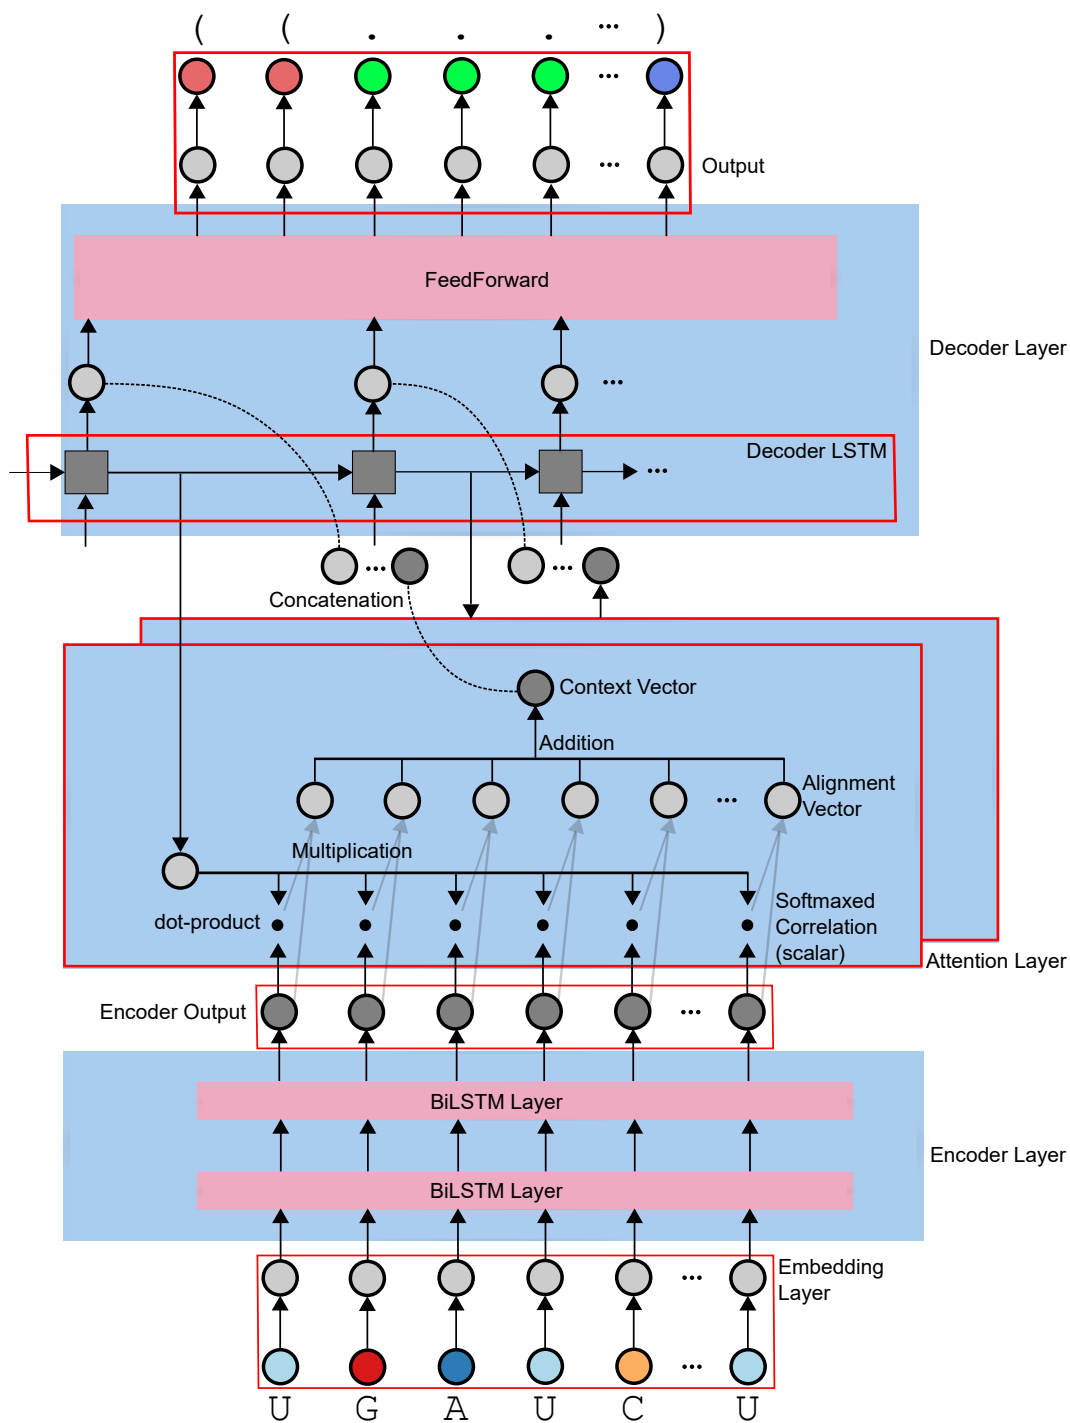 ( ( . . . ... )
...
...
Output
FeedForward
Decoder Layer
...
Decoder LSTM
...
... ...
Concatenation
Context Vector
Addition
Alignment
Vector
...
Multiplication
dot-product
Softmaxed
Correlation
(scalar)
Attention Layer
Encoder Output
...
BiLSTM Layer
Encoder Layer
BiLSTM Layer
Embedding
Layer
...
...
U G A U C U